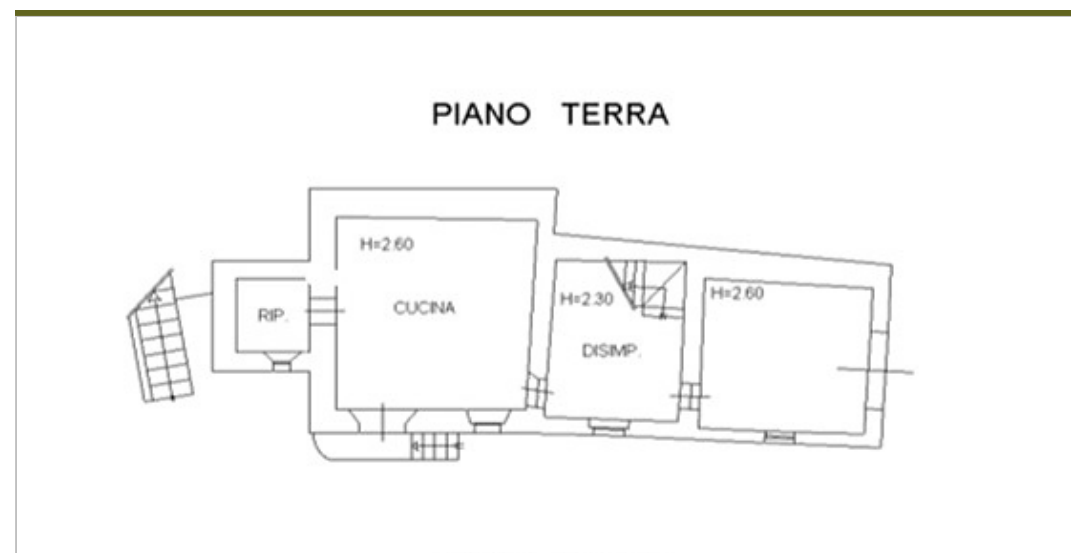 PIANO TERRA
H=2.60
CUCINA
RIP.
H=2.30
DISIMP.
H=2.60